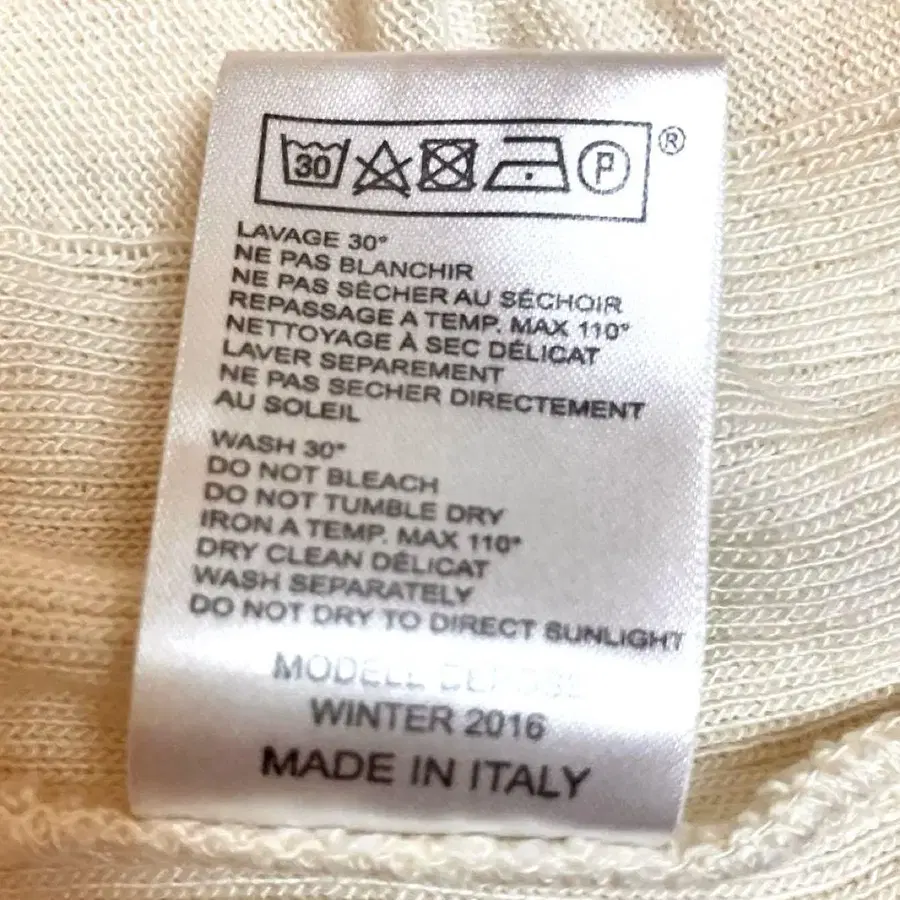 30 P ®
LAVAGE 30°
NE PAS BLANCHIR
NE PAS SÉCHER AU SÉCHOIR
REPASSAGE A TEMP. MAX 110°
NETTOYAGE À SEC DÉLICAT
LAVER SEPAREMENT
NE PAS SECHER DIRECTEMENT
AU SOLEIL
WASH 30°
DO NOT BLEACH
DO NOT TUMBLE DRY
IRON A TEMP. MAX 110°
DRY CLEAN DÉLICAT
WASH SEPARATELY
DO NOT DRY TO DIRECT SUNLIGHT
MODELL
WINTER 2016
MADE IN ITALY